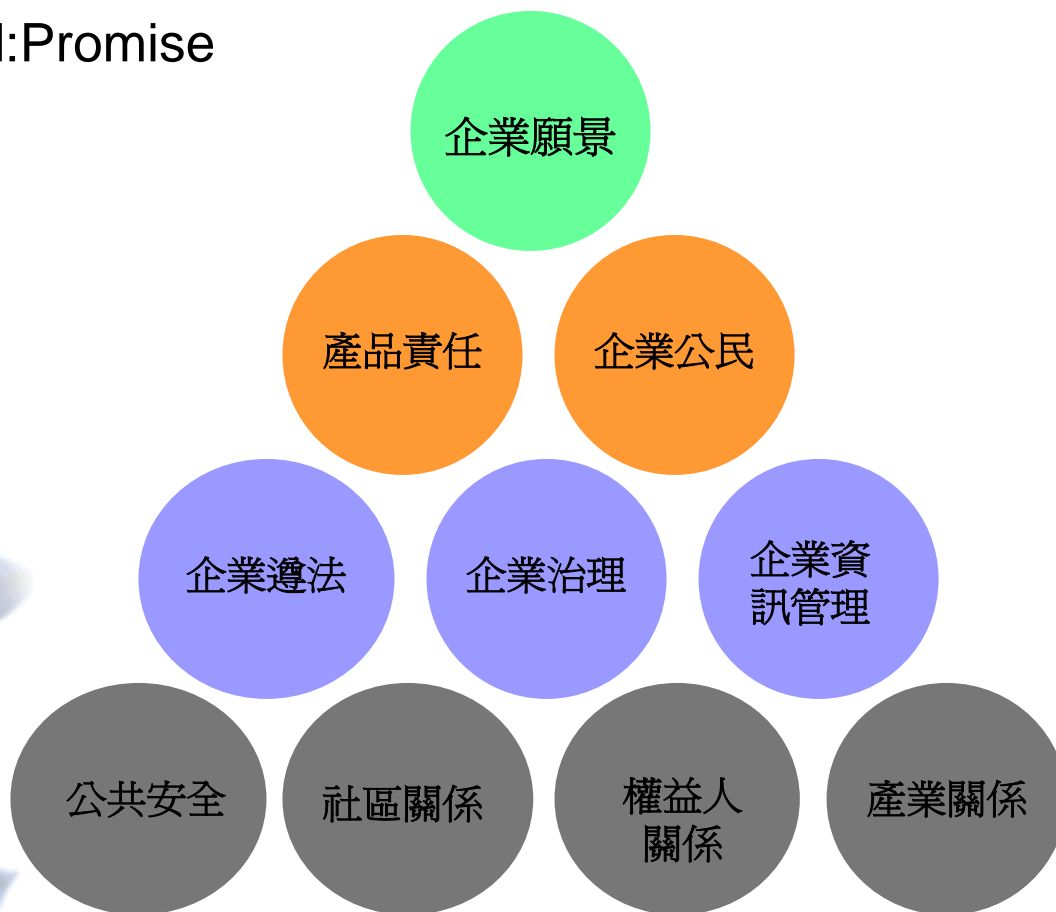 :Promise
企業願景
產品責任
企業公民
企業遵法
企業治理
企業資
訊管理
公共安全
社區關係
權益人
關係
產業關係